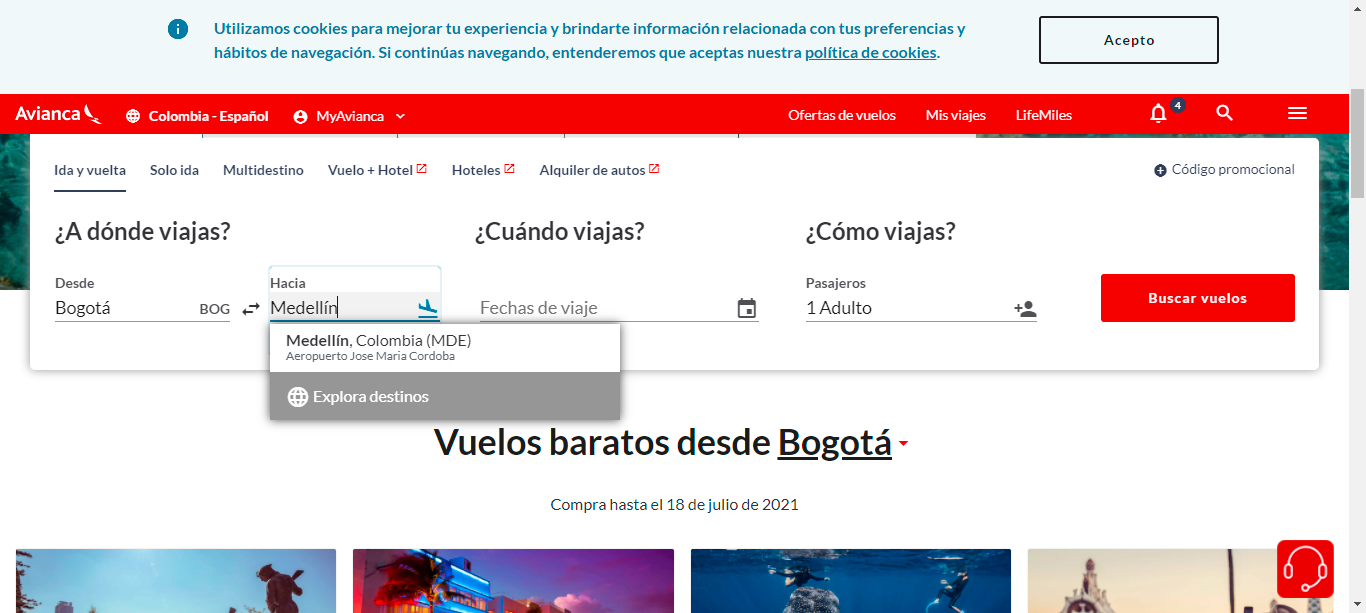 Utilizamos cookies para mejorar tu experiencia y brindarte información relacionada con tus preferencias y
hábitos de navegación. Si continúas navegando, entenderemos que aceptas nuestra política de cookies.
Acepto
Avianca
Colombia - Español
MyAvianca
Ofertas de vuelos
Mis viajes
LifeMiles
4
Ida y vuelta
Solo ida
Multidestino
Vuelo + Hotel
Hoteles
Alquiler de autos
Código promocional
¿A dónde viajas?
¿Cuándo viajas?
¿Cómo viajas?
Desde
Hacia
Pasajeros
Bogotá
BOG
Medellín
Fechas de viaje
1 Adulto
Buscar vuelos
Medellín, Colombia (MDE)
Aeropuerto Jose Maria Cordoba
Explora destinos
Vuelos baratos desde Bogotá
Compra hasta el 18 de julio de 2021